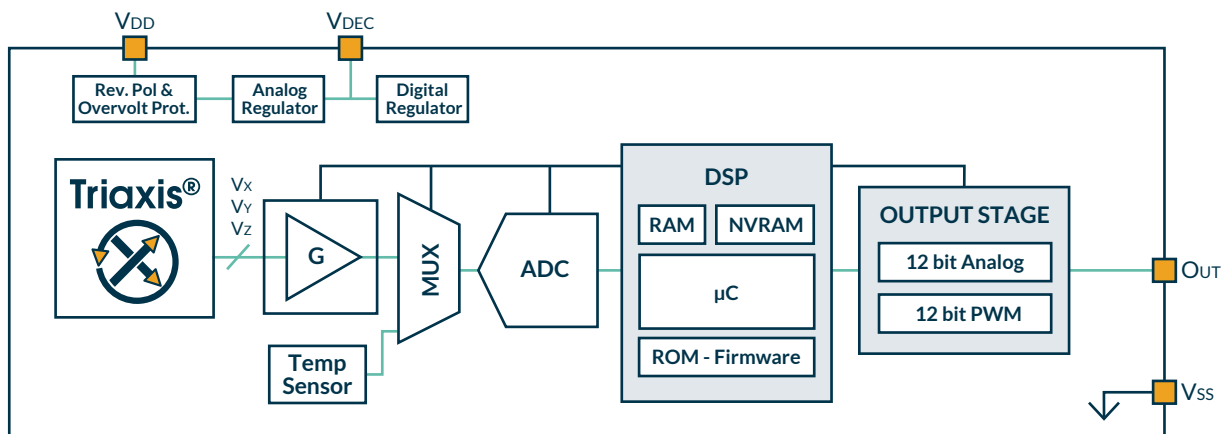 VDD
VDEC
Rev. Pol &
Overvolt Prot.
Analog
Regulator
Digital
Regulator
Triaxis®
VX
VY
VZ
G
MUX
ADC
Temp
Sensor
DSP
RAM
NVRAM
µC
ROM - Firmware
OUTPUT STAGE
12 bit Analog
12 bit PWM
OUT
VSS